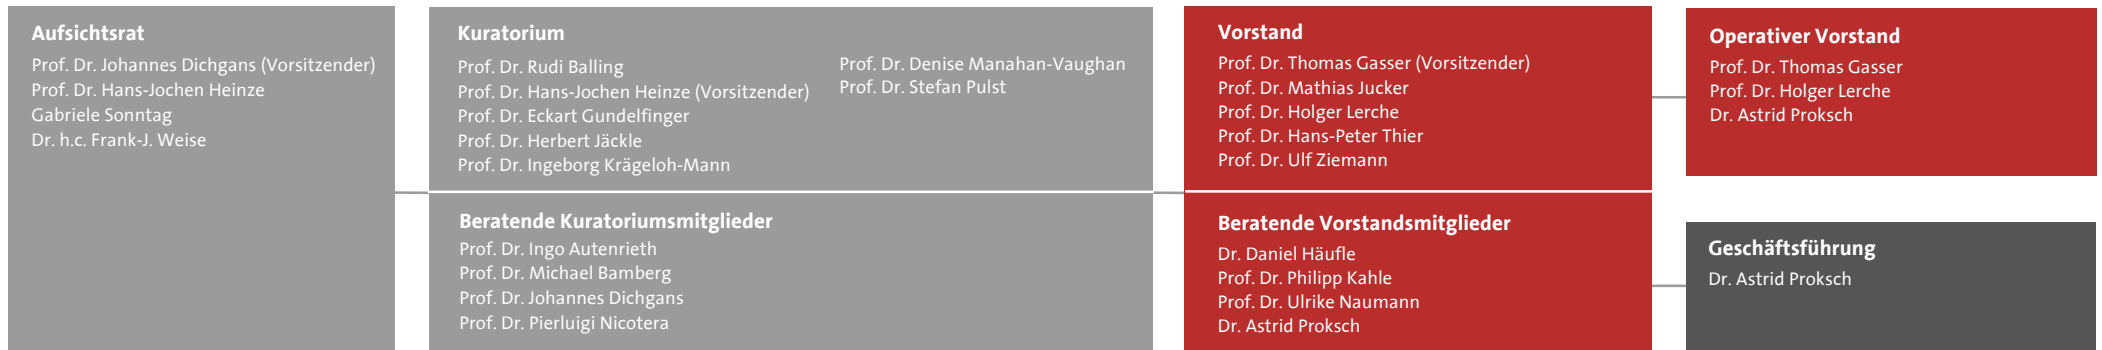 Aufsichtsrat
Prof. Dr. Johannes Dichgans (Vorsitzender)
Prof. Dr. Hans-Jochen Heinze
Gabriele Sonntag
Dr. h.c. Frank-J. Weise
Kuratorium
Prof. Dr. Rudi Balling
Prof. Dr. Hans-Jochen Heinze (Vorsitzender)
Prof. Dr. Eckart Gundelfinger
Prof. Dr. Herbert Jäckle
Prof. Dr. Ingeborg Krägeloh-Mann
Prof. Dr. Denise Manahan-Vaughan
Prof. Dr. Stefan Pulst
Beratende Kuratoriumsmitglieder
Prof. Dr. Ingo Autenrieth
Prof. Dr. Michael Bamberg
Prof. Dr. Johannes Dichgans
Prof. Dr. Pierluigi Nicotera
Vorstand
Prof. Dr. Thomas Gasser (Vorsitzender)
Prof. Dr. Mathias Jucker
Prof. Dr. Holger Lerche
Prof. Dr. Hans-Peter Thier
Prof. Dr. Ulf Ziemann
Beratende Vorstandsmitglieder
Dr. Daniel Häufle
Prof. Dr. Philipp Kahle
Prof. Dr. Ulrike Naumann
Dr. Astrid Proksch
Operativer Vorstand
Prof. Dr. Thomas Gasser
Prof. Dr. Holger Lerche
Dr. Astrid Proksch
Geschäftsführung
Dr. Astrid Proksch